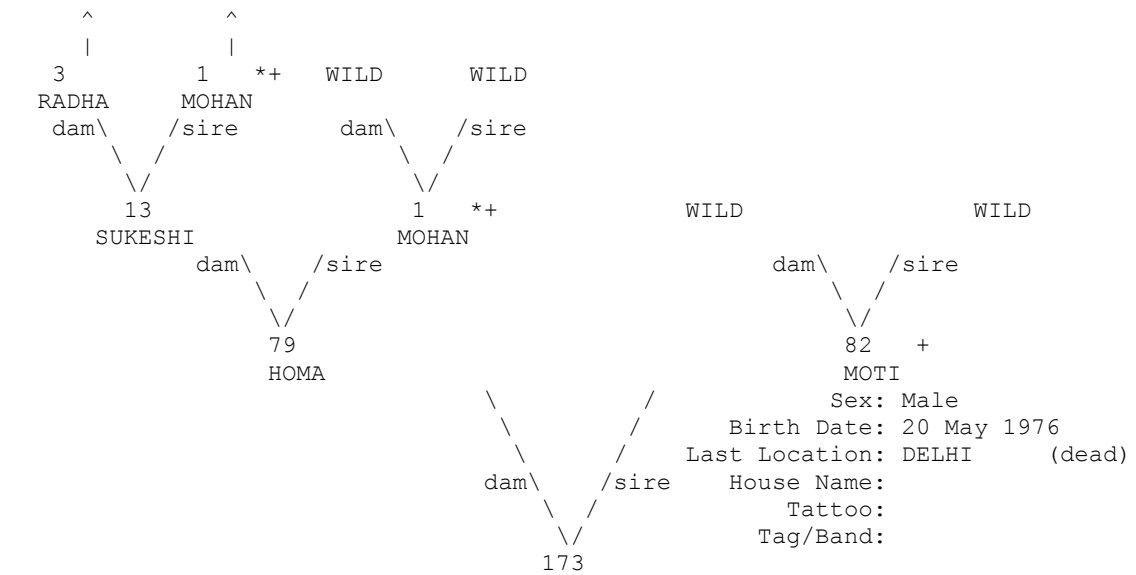 ^ ^
| |
3 1 *+ WILD WILD
RADHA MOHAN
dam\ /sire dam\ /sire
\ / \ /
\/ \/
13 1 *+ WILD WILD
SUKESHI MOHAN
dam\ /sire dam\ /sire
\ / \ /
\/ \/
79 82 +
HOMA MOTI
\ / Sex: Male
\ / Birth Date: 20 May 1976
\ / Last Location: DELHI (dead)
dam\ /sire House Name:
\ / Tattoo:
\/ Tag/Band:
173